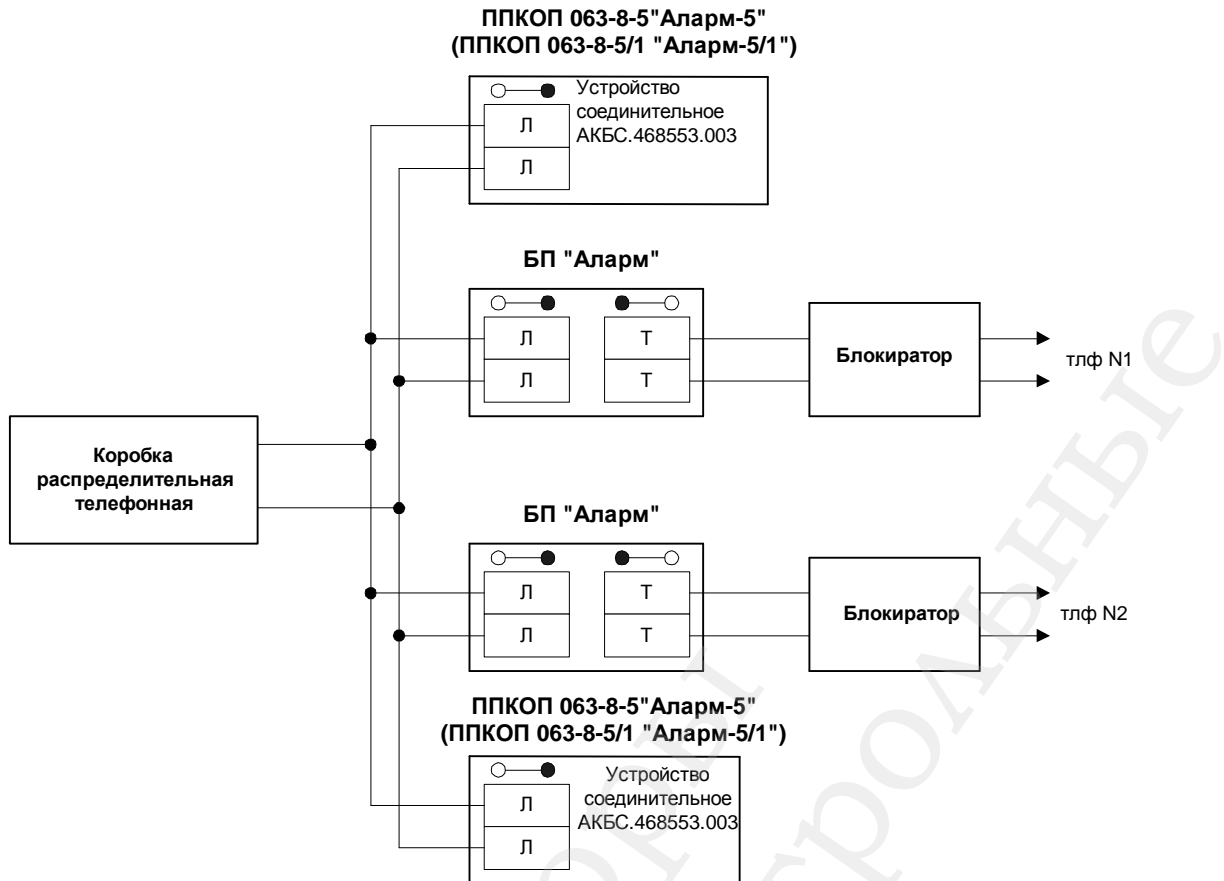 ППКОП 063-8-5"Аларм-5"
(ППКОП 063-8-5/1 "Аларм-5/1")
Устройство
соединительное
АКБС.468553.003
Л
Л
БП "Аларм"
Л
Т
Л
Т
Блокиратор
тлф N1
Коробка
распределительная
телефонная
БП "Аларм"
Л
Т
Л
Т
Блокиратор
тлф N2
ППКОП 063-8-5"Аларм-5"
(ППКОП 063-8-5/1 "Аларм-5/1")
Устройство
соединительное
АКБС.468553.003
Л
Л